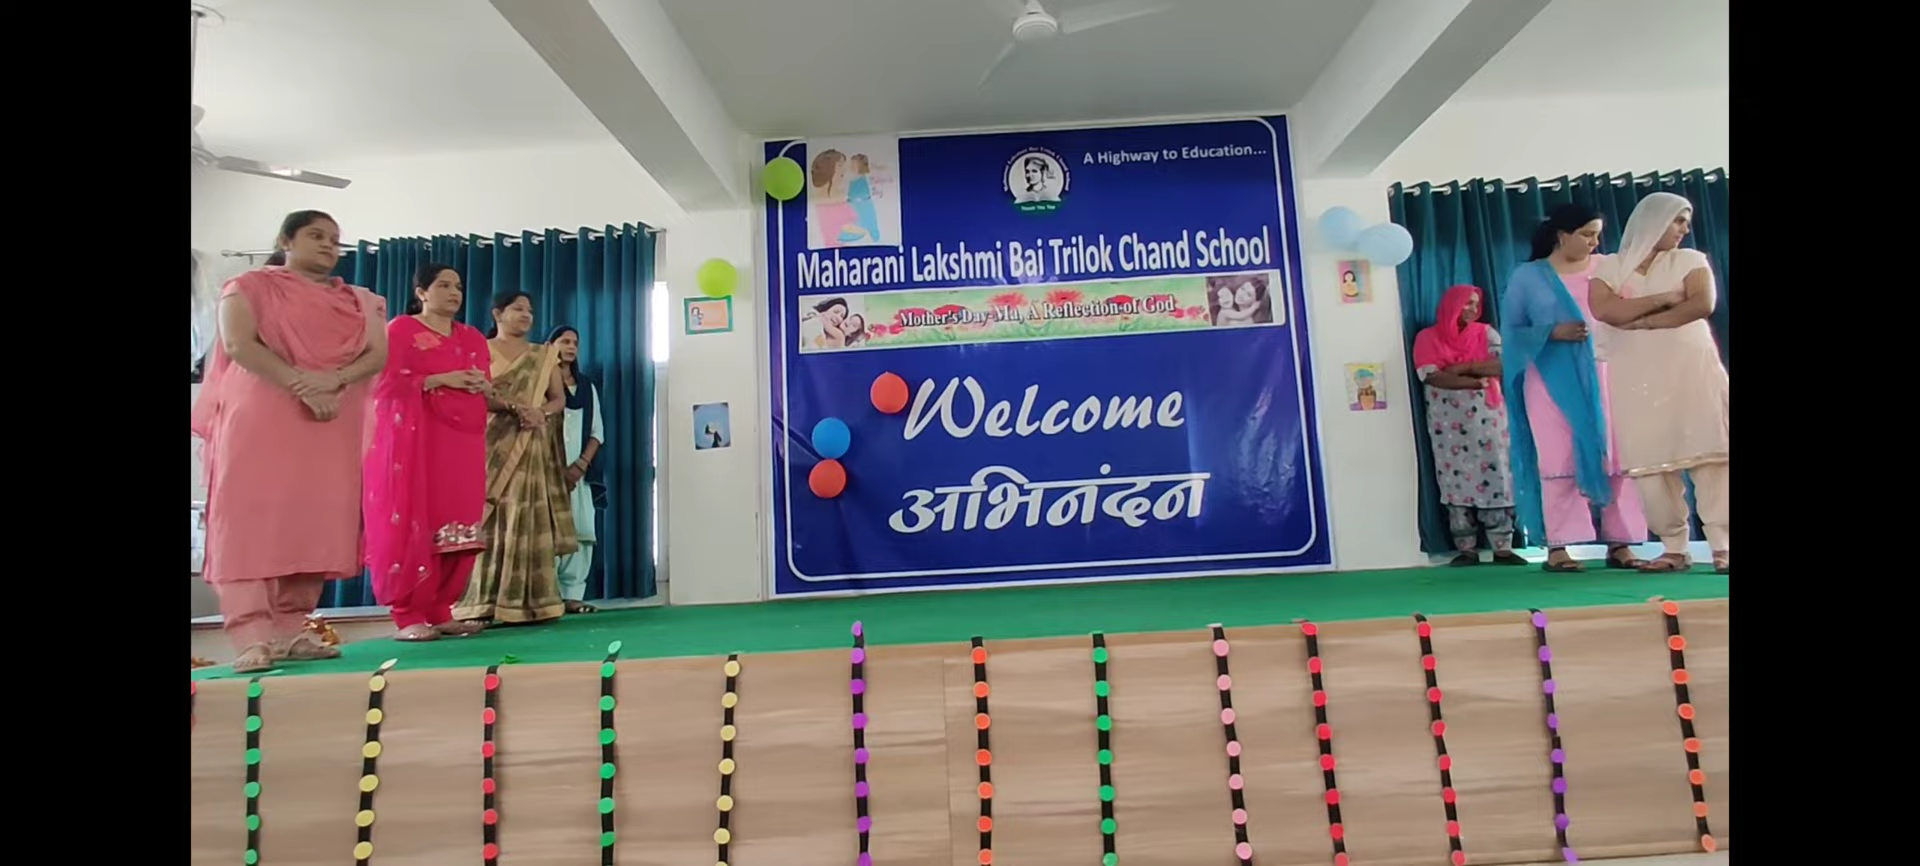 A Highway to Education...
Maharani Lakshmi Bai Trilok Chand School
Mother's Day-Ma, A Reflection of God
Welcome
अभिनंदन